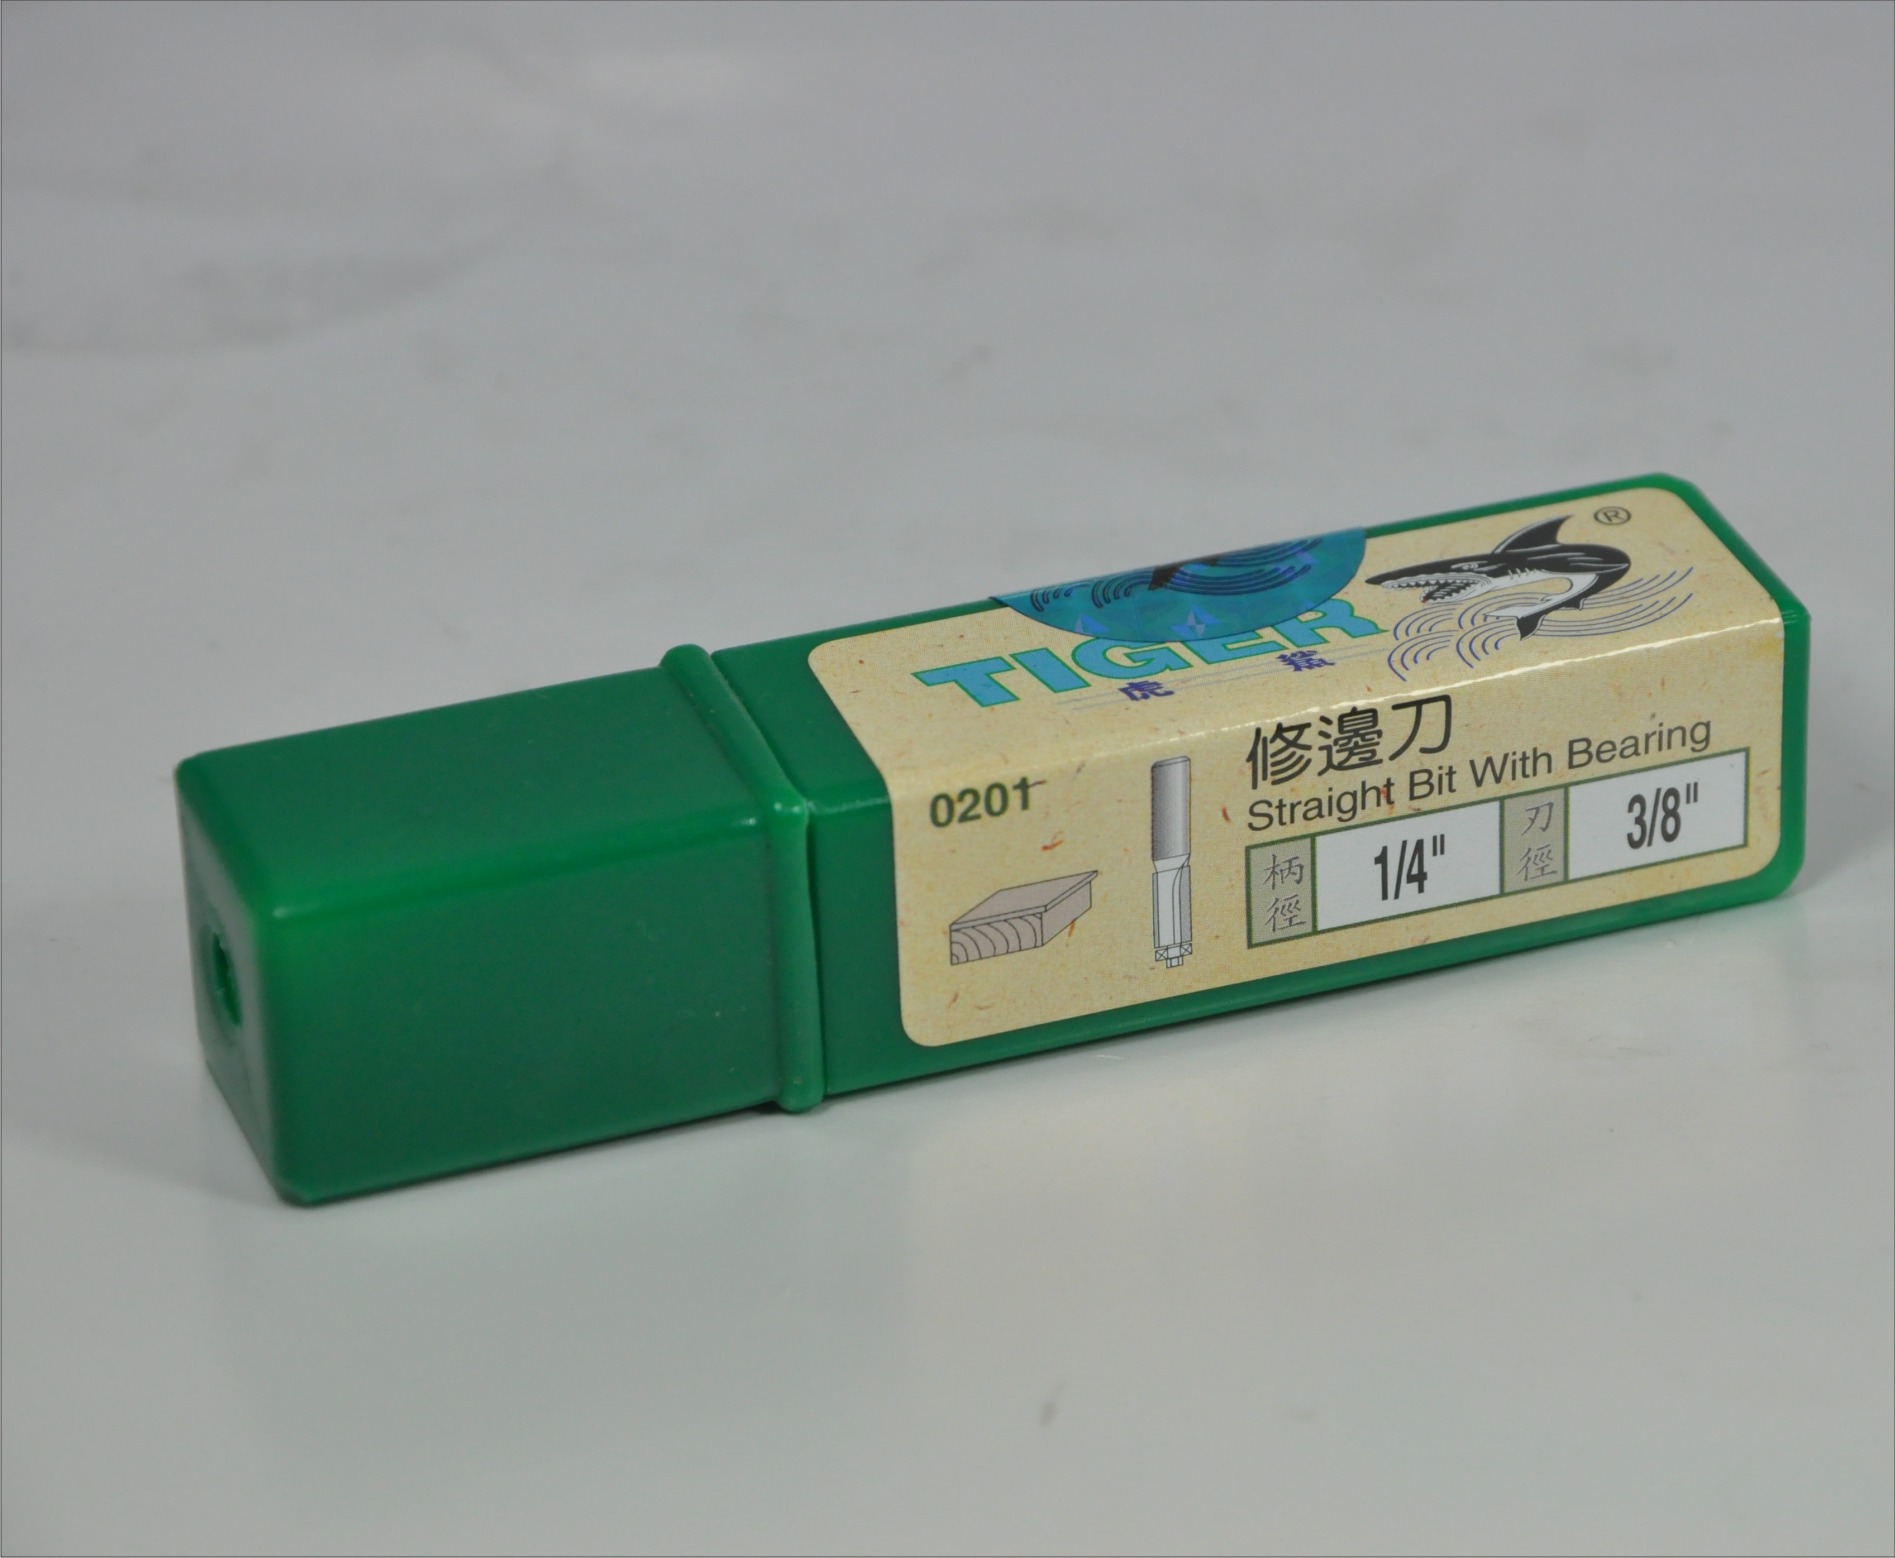 ®
TIGER
虎鯊
0201
修邊刀
Straight Bit With Bearing
柄徑 1/4" 刃徑 3/8"